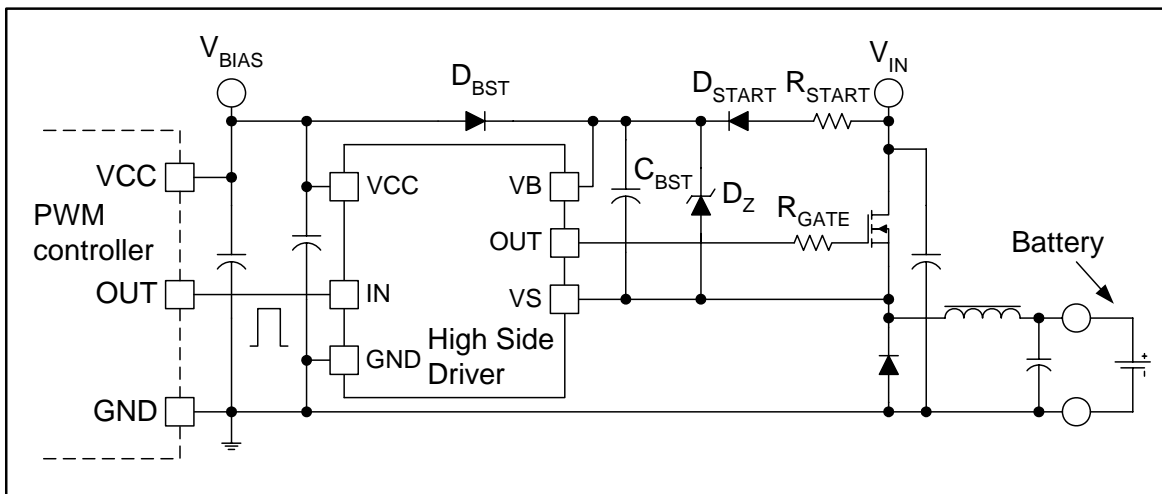 V_BIAS
D_BST
D_START
R_START
V_IN
VCC
PWM
controller
OUT
GND
VCC
IN
GND
VB
OUT
VS
High Side
Driver
C_BST
D_Z
R_GATE
Battery
+
-